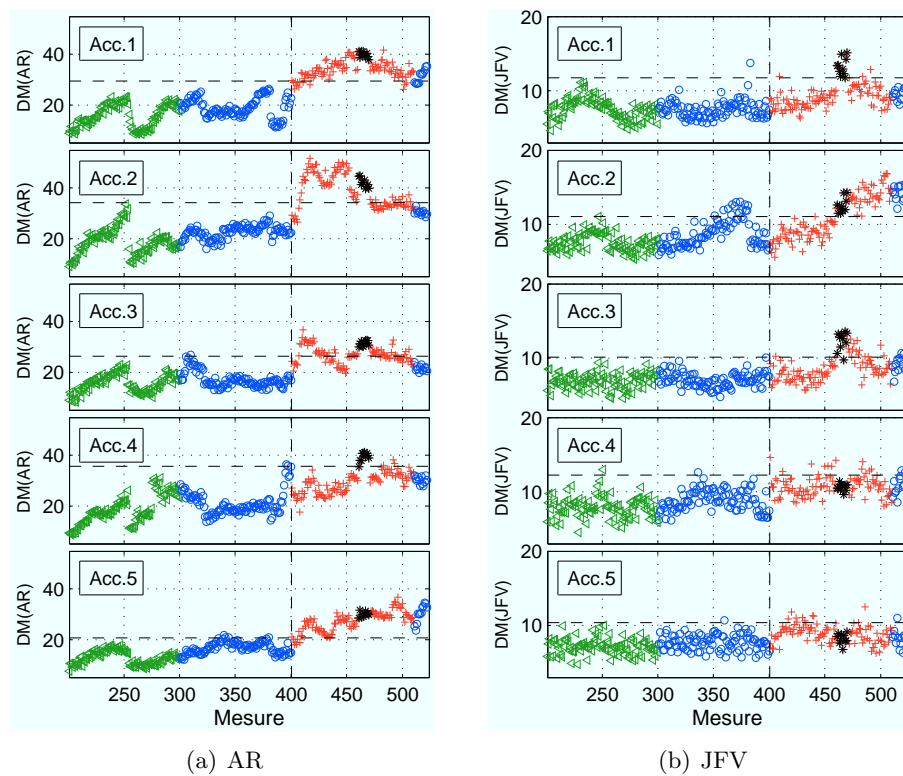 Acc.1
DM(AR)
40
20
Acc.2
DM(AR)
40
20
Acc.3
DM(AR)
40
20
Acc.4
DM(AR)
40
20
Acc.5
DM(AR)
40
20
250 300 350 400 450 500
Mesure
(a) AR
Acc.1
DM(JFV)
20
10
Acc.2
DM(JFV)
20
10
Acc.3
DM(JFV)
20
10
Acc.4
DM(JFV)
20
10
Acc.5
DM(JFV)
20
10
250 300 350 400 450 500
Mesure
(b) JFV